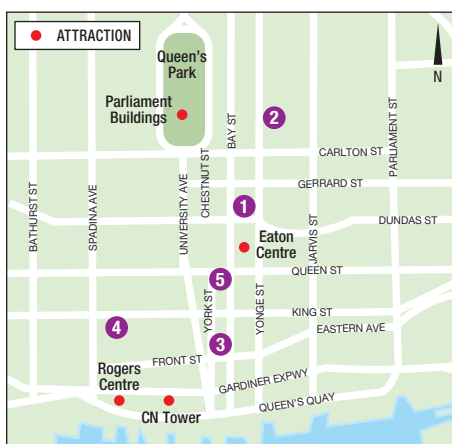 ATTRACTION
Queen's
Park
N
Parliament
Buildings
2
BAY ST
PARLIAMENT ST
CARLTON ST
CHESTNUT ST
GERRARD ST
BATHURST ST
SPADINA AVE
UNIVERSITY AVE
1
JARVIS ST
DUNDAS ST
Eaton
Centre
QUEEN ST
5
YORK ST
YONGE ST
KING ST
4
EASTERN AVE
3
FRONT ST
Rogers
Centre
GARDINER EXPWY
CN Tower
QUEEN'S QUAY